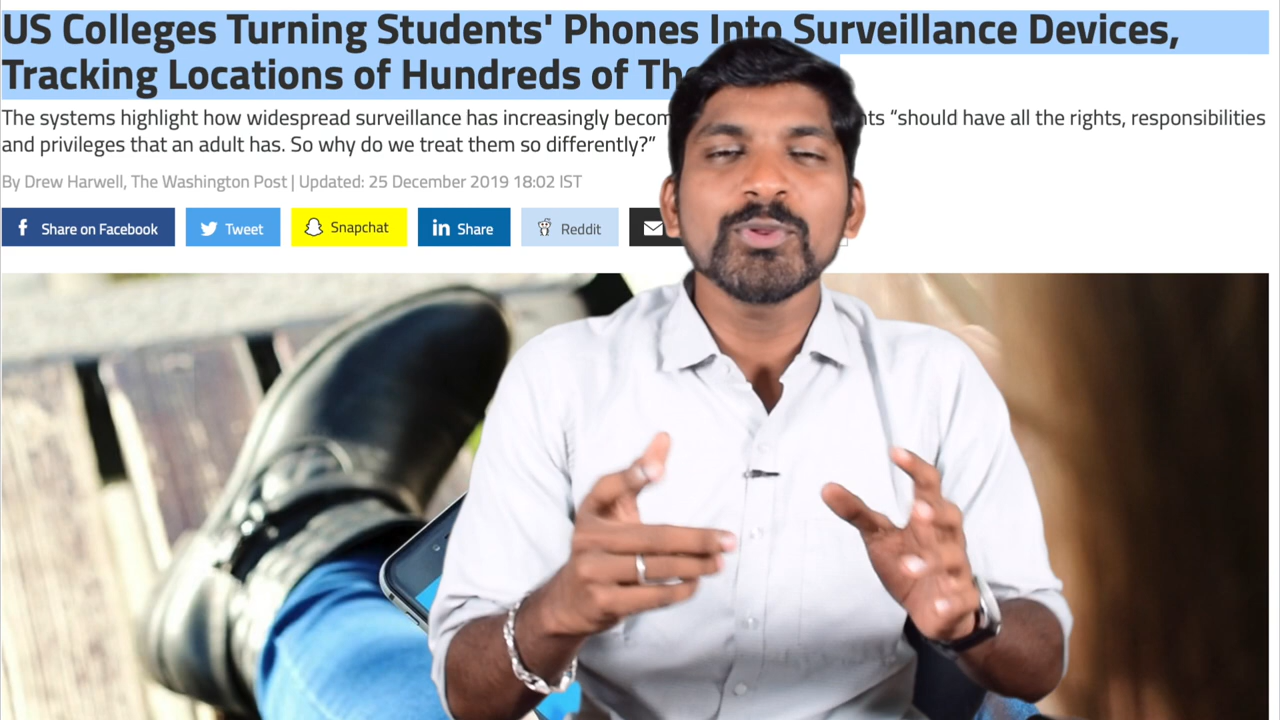 US Colleges Turning Students' Phones Into Surveillance Devices,
Tracking Locations of Hundreds of
The systems highlight how widespread surveillance has increasingly “should have all the rights, responsibilities
and privileges that an adult has. So why do we treat them so differently?”
By Drew Harwell, The Washington Post | Updated: 25 December 2019 18:02 IST
Share on Facebook Tweet Snapchat Share Reddit